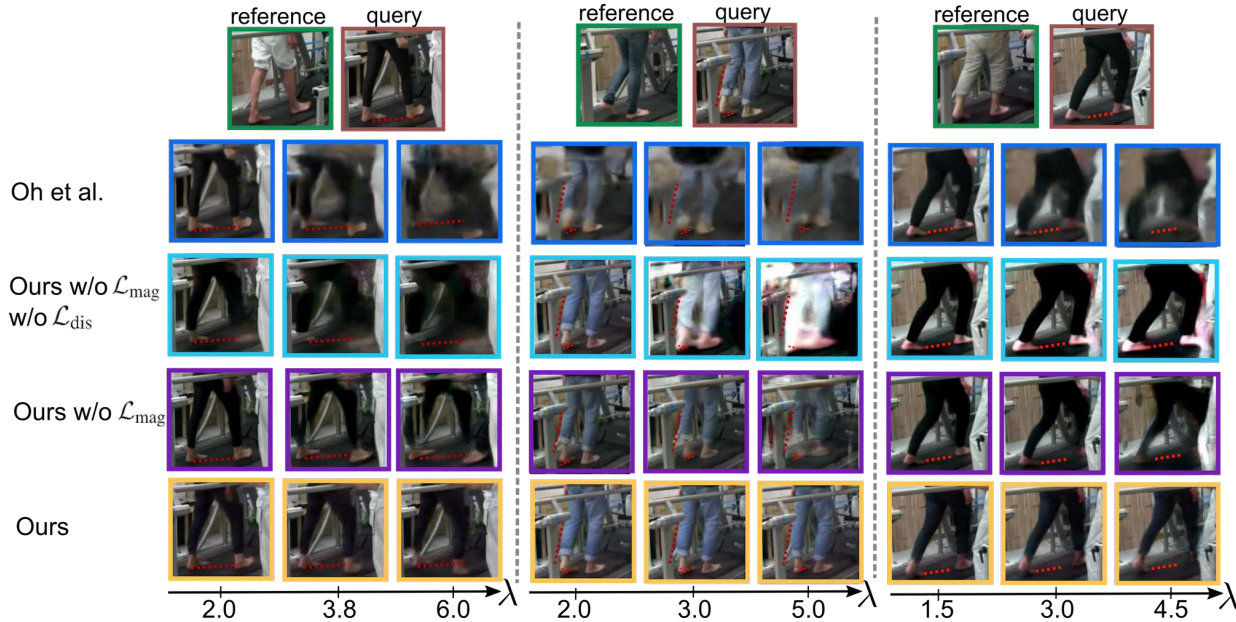 reference query reference query reference query
Oh et al.
Ours w/o ℒmag
w/o ℒdis
Ours w/o ℒmag
Ours
2.0 3.8 6.0 λ 2.0 3.0 5.0 λ 1.5 3.0 4.5 λ